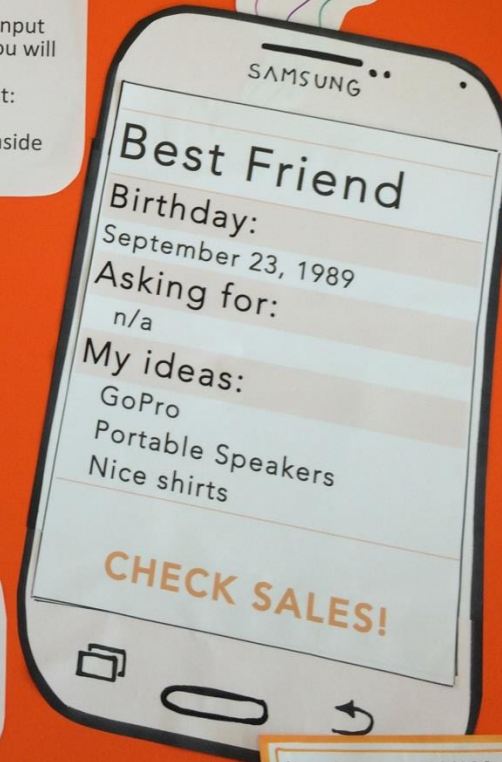 nput
ou will
t:
side
SAMSUNG
Best Friend
Birthday:
September 23, 1989
Asking for:
n/a
My ideas:
GoPro
Portable Speakers
Nice shirts
CHECK SALES!